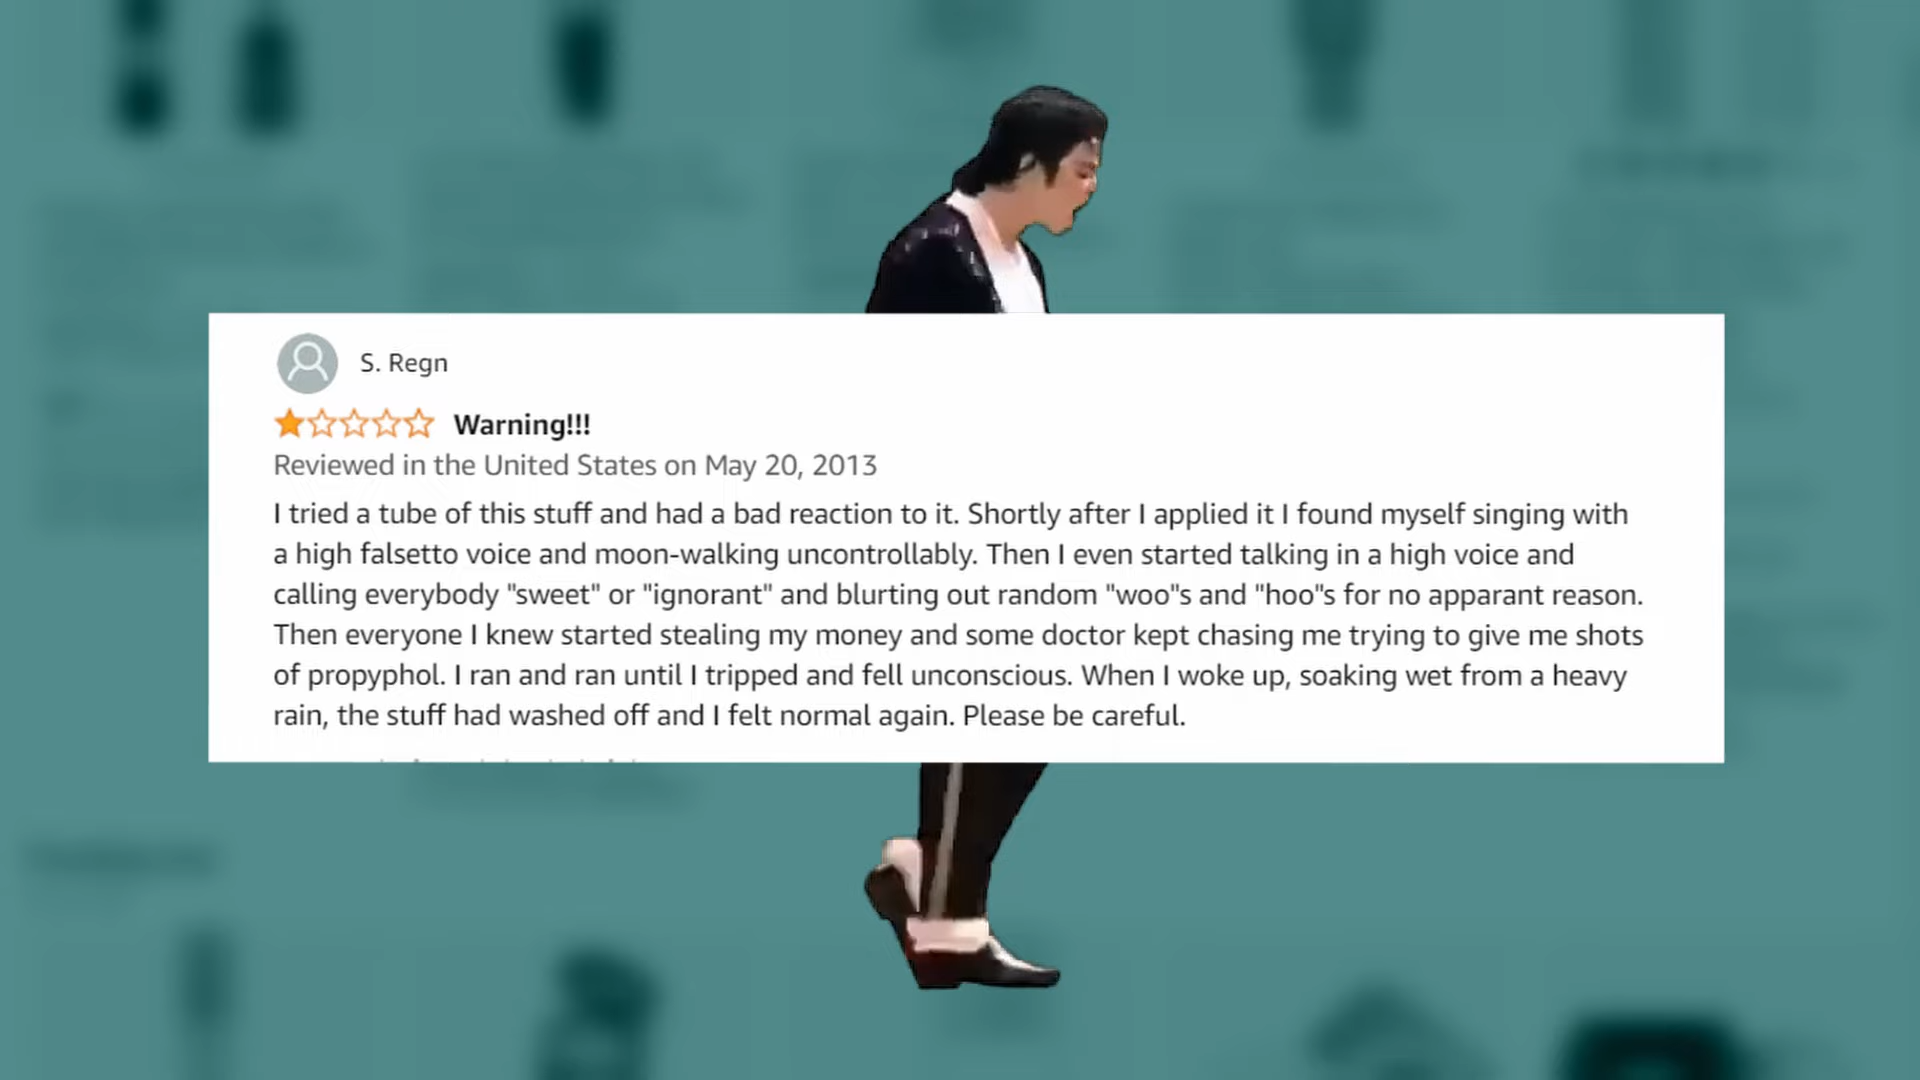 S. Regn
Warning!!!
Reviewed in the United States on May 20, 2013
I tried a tube of this stuff and had a bad reaction to it. Shortly after I applied it I found myself singing with
a high falsetto voice and moon-walking uncontrollably. Then I even started talking in a high voice and
calling everybody "sweet" or "ignorant" and blurting out random "woo"s and "hoo"s for no apparant reason.
Then everyone I knew started stealing my money and some doctor kept chasing me trying to give me shots
of propyphol. I ran and ran until I tripped and fell unconscious. When I woke up, soaking wet from a heavy
rain, the stuff had washed off and I felt normal again. Please be careful.